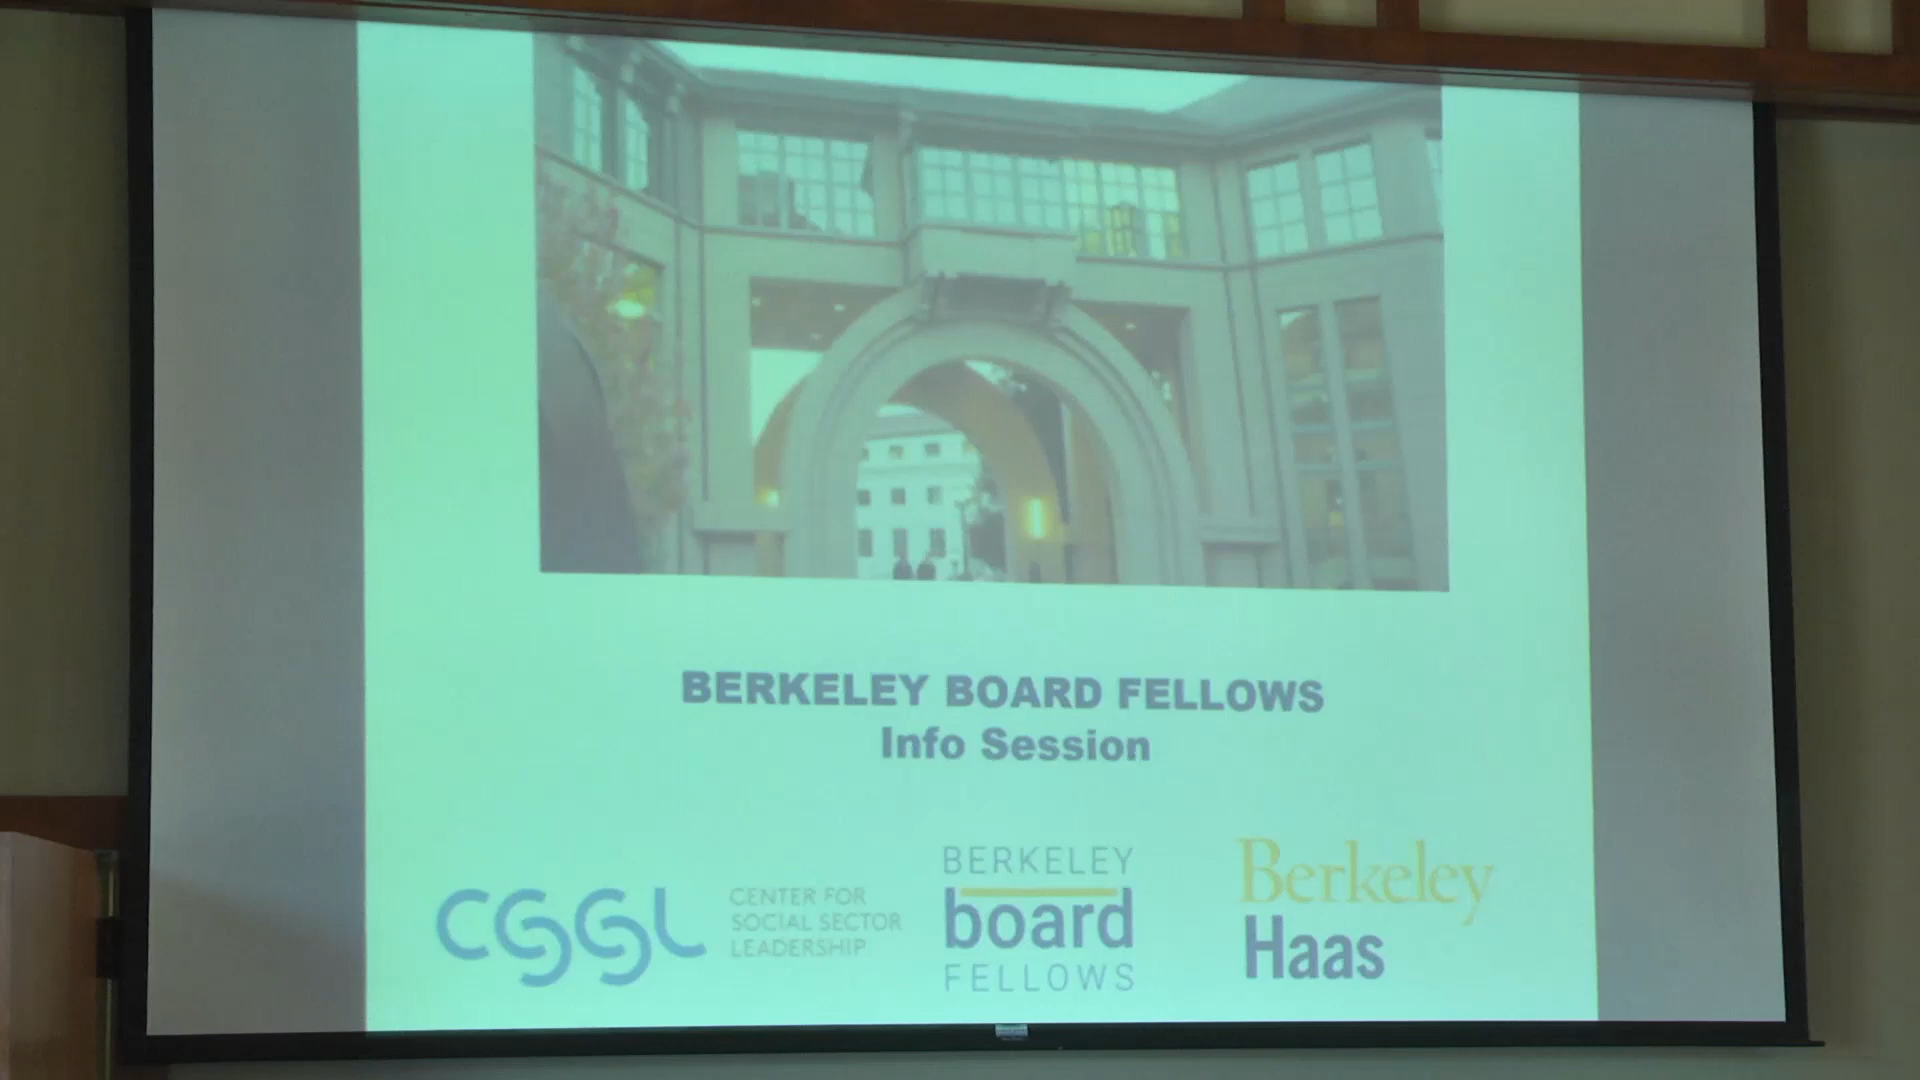 BERKELEY BOARD FELLOWS
Info Session
CSSL
CENTER FOR
SOCIAL SECTOR
LEADERSHIP
BERKELEY
board
FELLOWS
Berkeley
Haas